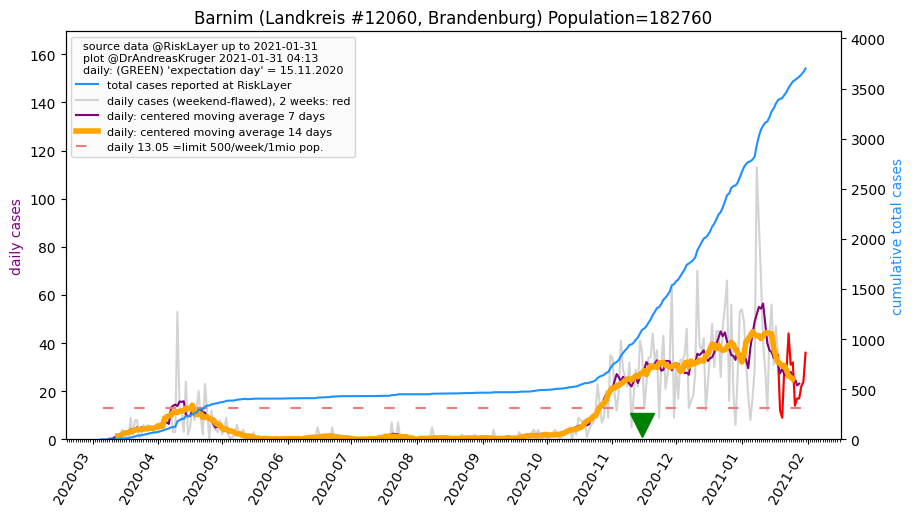 Barnim (Landkreis #12060, Brandenburg) Population=182760
source data @RiskLayer up to 2021-01-31
plot @DrAndreasKruger 2021-01-31 04:13
daily: (GREEN) 'expectation day' = 15.11.2020
total cases reported at RiskLayer
daily cases (weekend-flawed), 2 weeks: red
daily: centered moving average 7 days
daily: centered moving average 14 days
daily 13.05 =limit 500/week/1mio pop.
daily cases
160
140
120
100
80
60
40
20
0
cumulative total cases
4000
3500
3000
2500
2000
1500
1000
500
0
2020-03
2020-04
2020-05
2020-06
2020-07
2020-08
2020-09
2020-10
2020-11
2020-12
2021-01
2021-02